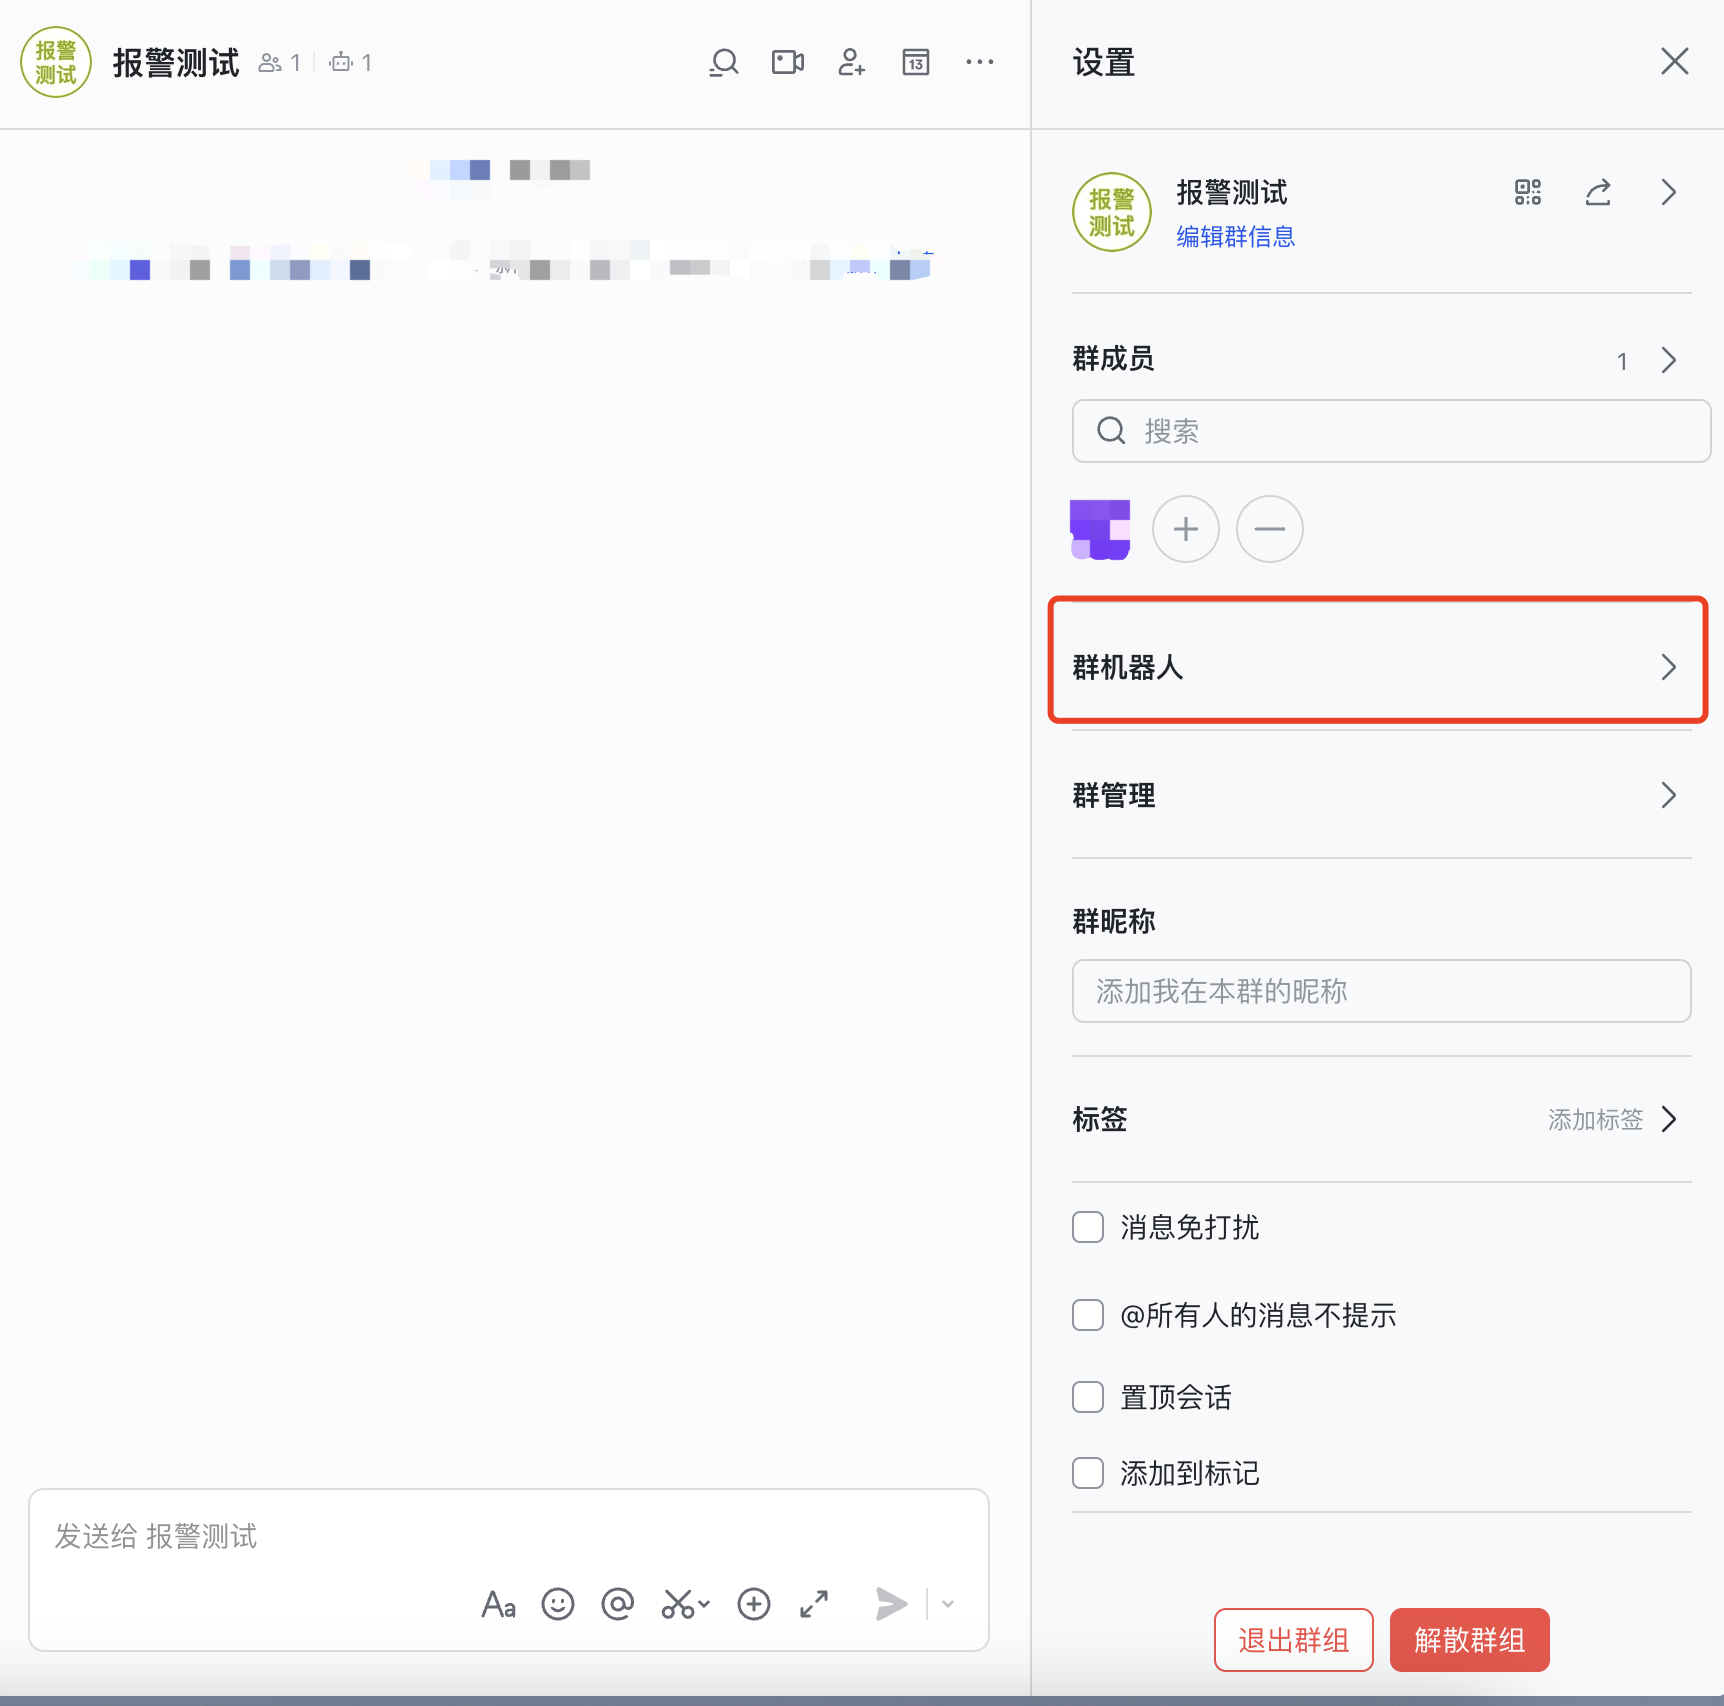 报警
测试
报警测试 1 1
13
设置
报警
测试
报警测试
编辑群信息
群成员 1
搜索
群机器人
群管理
群昵称
添加我在本群的昵称
标签 添加标签
消息免打扰
@所有人的消息不提示
置顶会话
添加到标记
发送给 报警测试
Aa
退出群组 解散群组